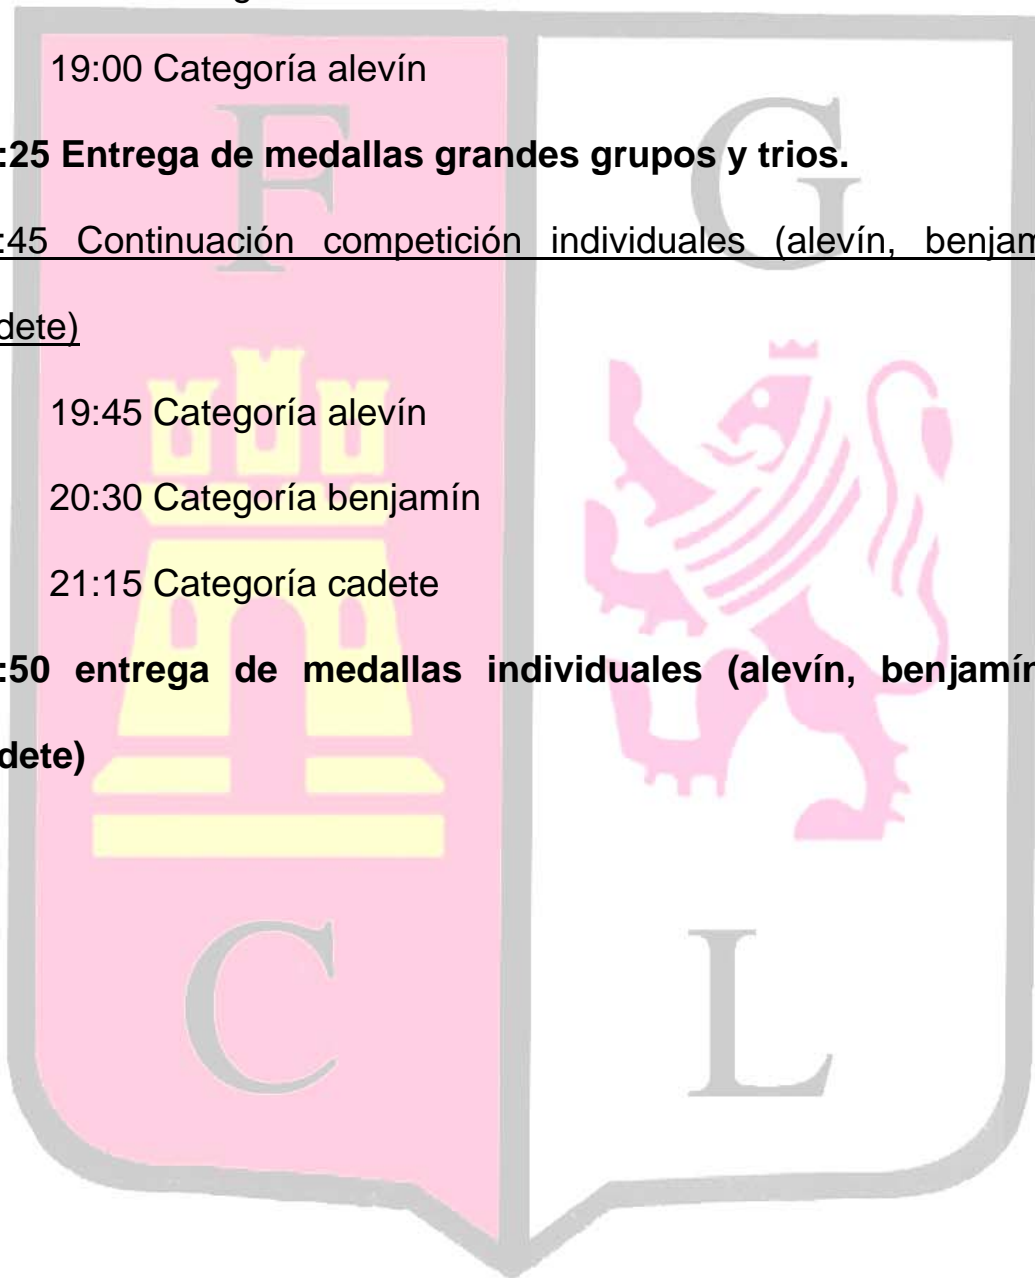 19:00 Categoría alevín
:25 Entrega de medallas grandes grupos y trios.
:45 Continuación competición individuales (alevín, benjam
dete)
19:45 Categoría alevín
20:30 Categoría benjamín
21:15 Categoría cadete
:50 entrega de medallas individuales (alevín, benjamín
dete)
F G
C L